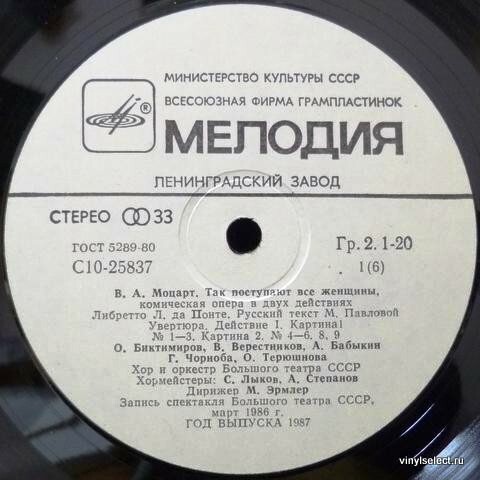 МИНИСТЕРСТВО КУЛЬТУРЫ СССР
ВСЕСОЮЗНАЯ ФИРМА ГРАМПЛАСТИНОК
®
МЕЛОДИЯ
ЛЕНИНГРАДСКИЙ ЗАВОД
СТЕРЕО 33
ГОСТ 5289-80
Гр. 2. 1-20
С10-25837
1(6)
В. А. Моцарт. Так поступают все женщины,
комическая опера в двух действиях
Либретто Л. да Понте. Русский текст М. Павловой
Увертюра. Действие I. Картина I
№ 1—3. Картина 2. № 4—6, 8, 9
О. Биктимиров, В. Верестников, А. Бабыкин
Г. Чорноба, О. Терюшнова
Хор и оркестр Большого театра СССР
Хормейстеры: С. Лыков, А. Степанов
Дирижер М. Эрмлер
Запись спектакля Большого театра СССР,
март 1986 г.
ГОД ВЫПУСКА 1987
vinylselect.ru